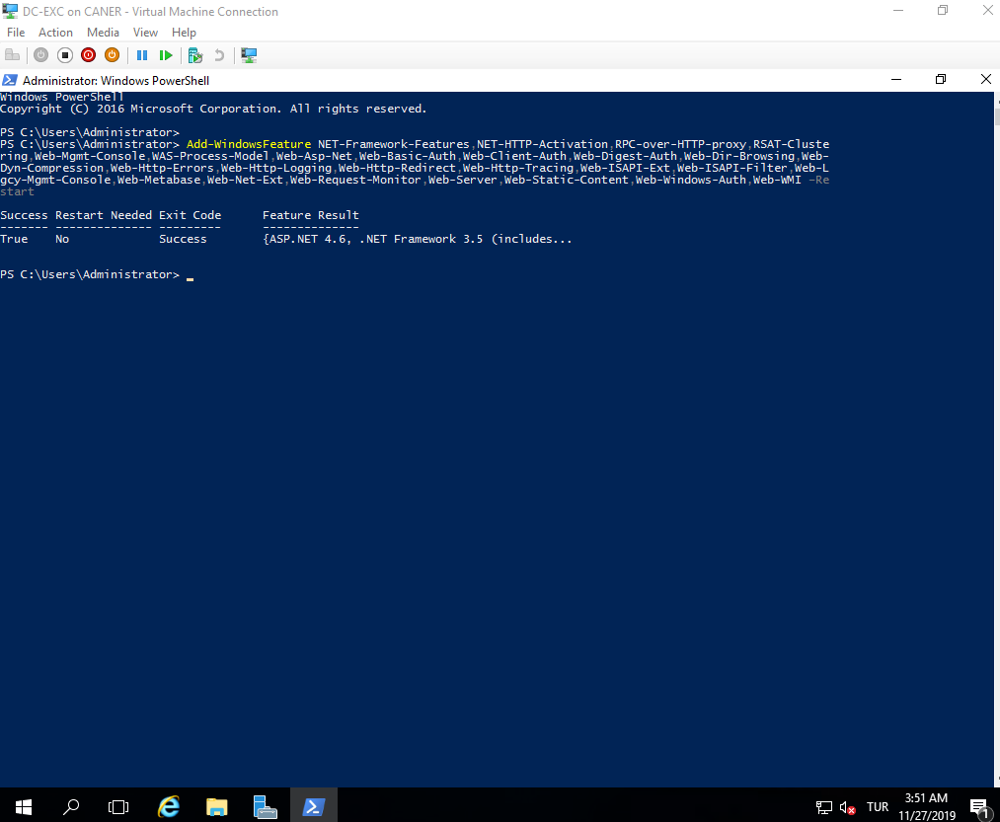 DC-EXC on CANER - Virtual Machine Connection
File Action Media View Help
Administrator: Windows PowerShell
Windows PowerShell
Copyright (C) 2016 Microsoft Corporation. All rights reserved.
PS C:\Users\Administrator>
PS C:\Users\Administrator> Add-WindowsFeature NET-Framework-Features,NET-HTTP-Activation,RPC-over-HTTP-proxy,RSAT-Cluste
ring,Web-Mgmt-Console,WAS-Process-Model,Web-Asp-Net,Web-Basic-Auth,Web-Client-Auth,Web-Digest-Auth,Web-Dir-Browsing,Web-
Dyn-Compression,Web-Http-Errors,Web-Http-Logging,Web-Http-Redirect,Web-Http-Tracing,Web-ISAPI-Ext,Web-ISAPI-Filter,Web-L
gcy-Mgmt-Console,Web-Metabase,Web-Net-Ext,Web-Request-Monitor,Web-Server,Web-Static-Content,Web-Windows-Auth,Web-WMI -Re
start
Success Restart Needed Exit Code Feature Result
------- -------------- --------- --------------
True No Success {ASP.NET 4.6, .NET Framework 3.5 (includes...
PS C:\Users\Administrator>
TUR
3:51 AM
11/27/2019
1